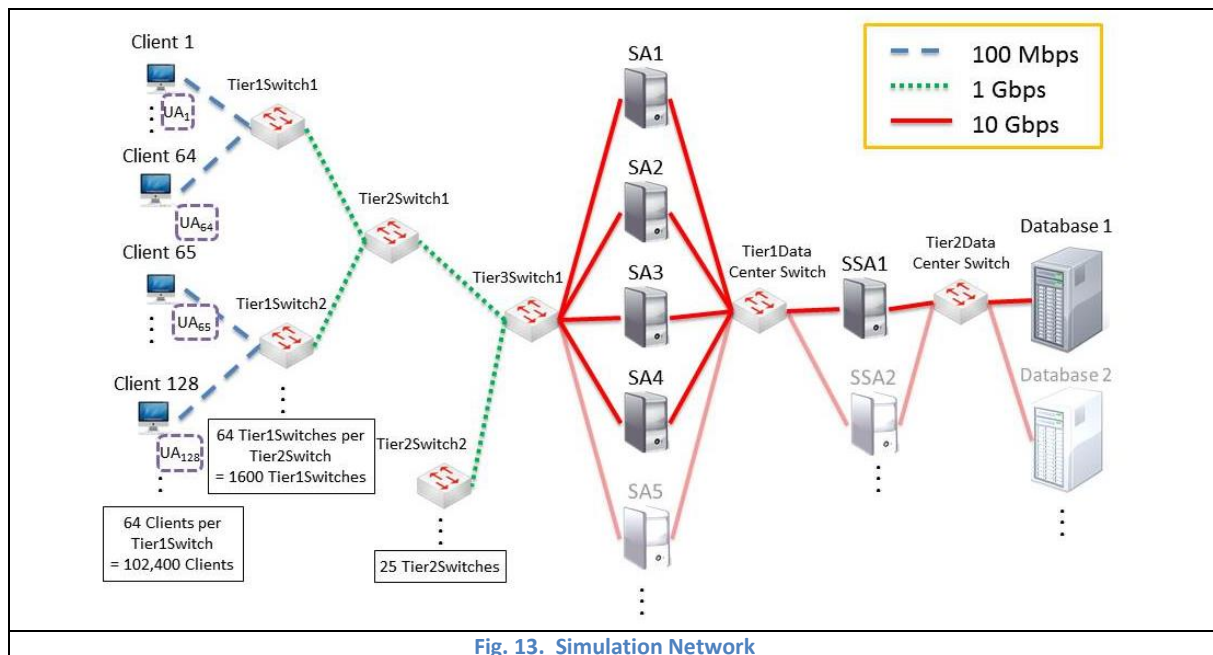 Client 1
UA1
Client 64
UA64
Client 65
UA65
Client 128
UA128
64 Clients per
Tier1Switch
= 102,400 Clients
Tier1Switch1
Tier1Switch2
64 Tier1Switches per
Tier2Switch
= 1600 Tier1Switches
Tier2Switch1
Tier2Switch2
25 Tier2Switches
Tier3Switch1
SA1
SA2
SA3
SA4
SA5
Tier1Data
Center Switch
SSA1
SSA2
Tier2Data
Center Switch
Database 1
Database 2
100 Mbps
1 Gbps
10 Gbps
Fig. 13. Simulation Network